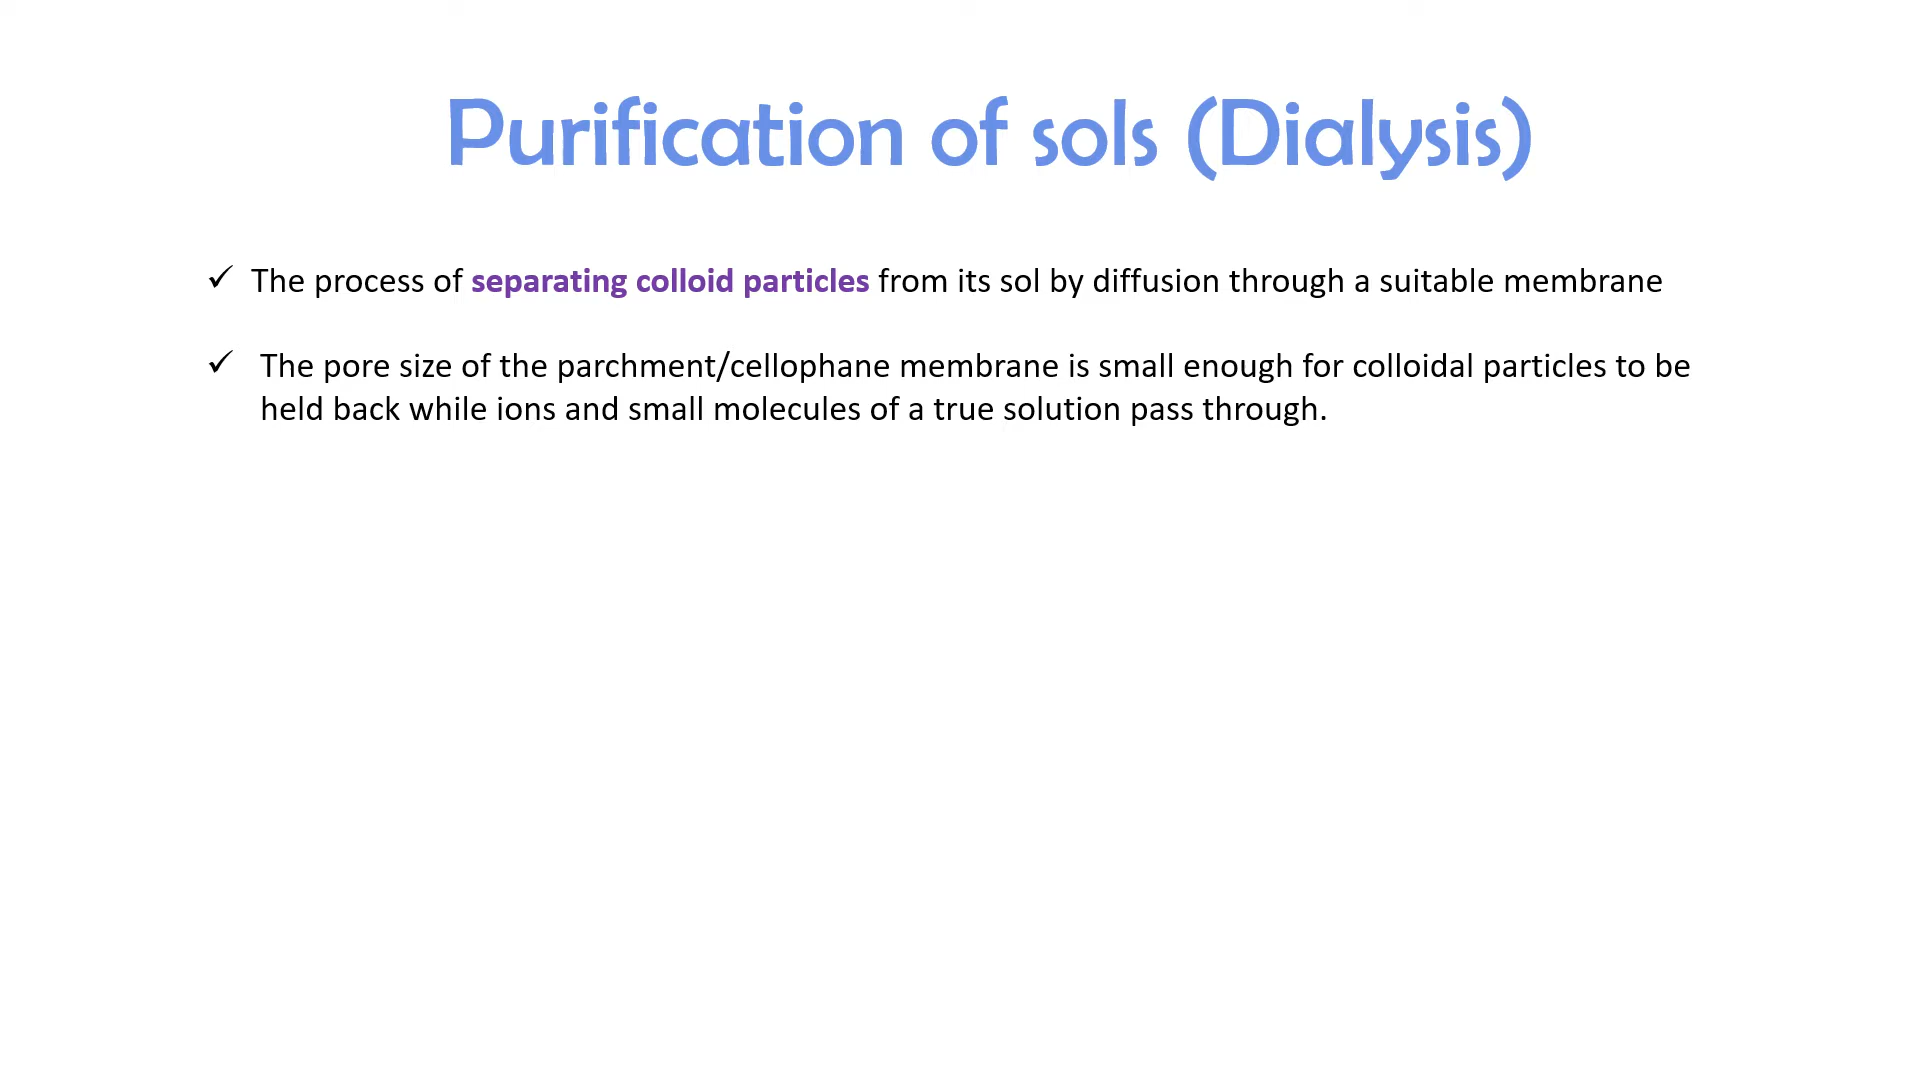 Purification of sols (Dialysis)
✓ The process of separating colloid particles from its sol by diffusion through a suitable membrane
✓ The pore size of the parchment/cellophane membrane is small enough for colloidal particles to be
held back while ions and small molecules of a true solution pass through.